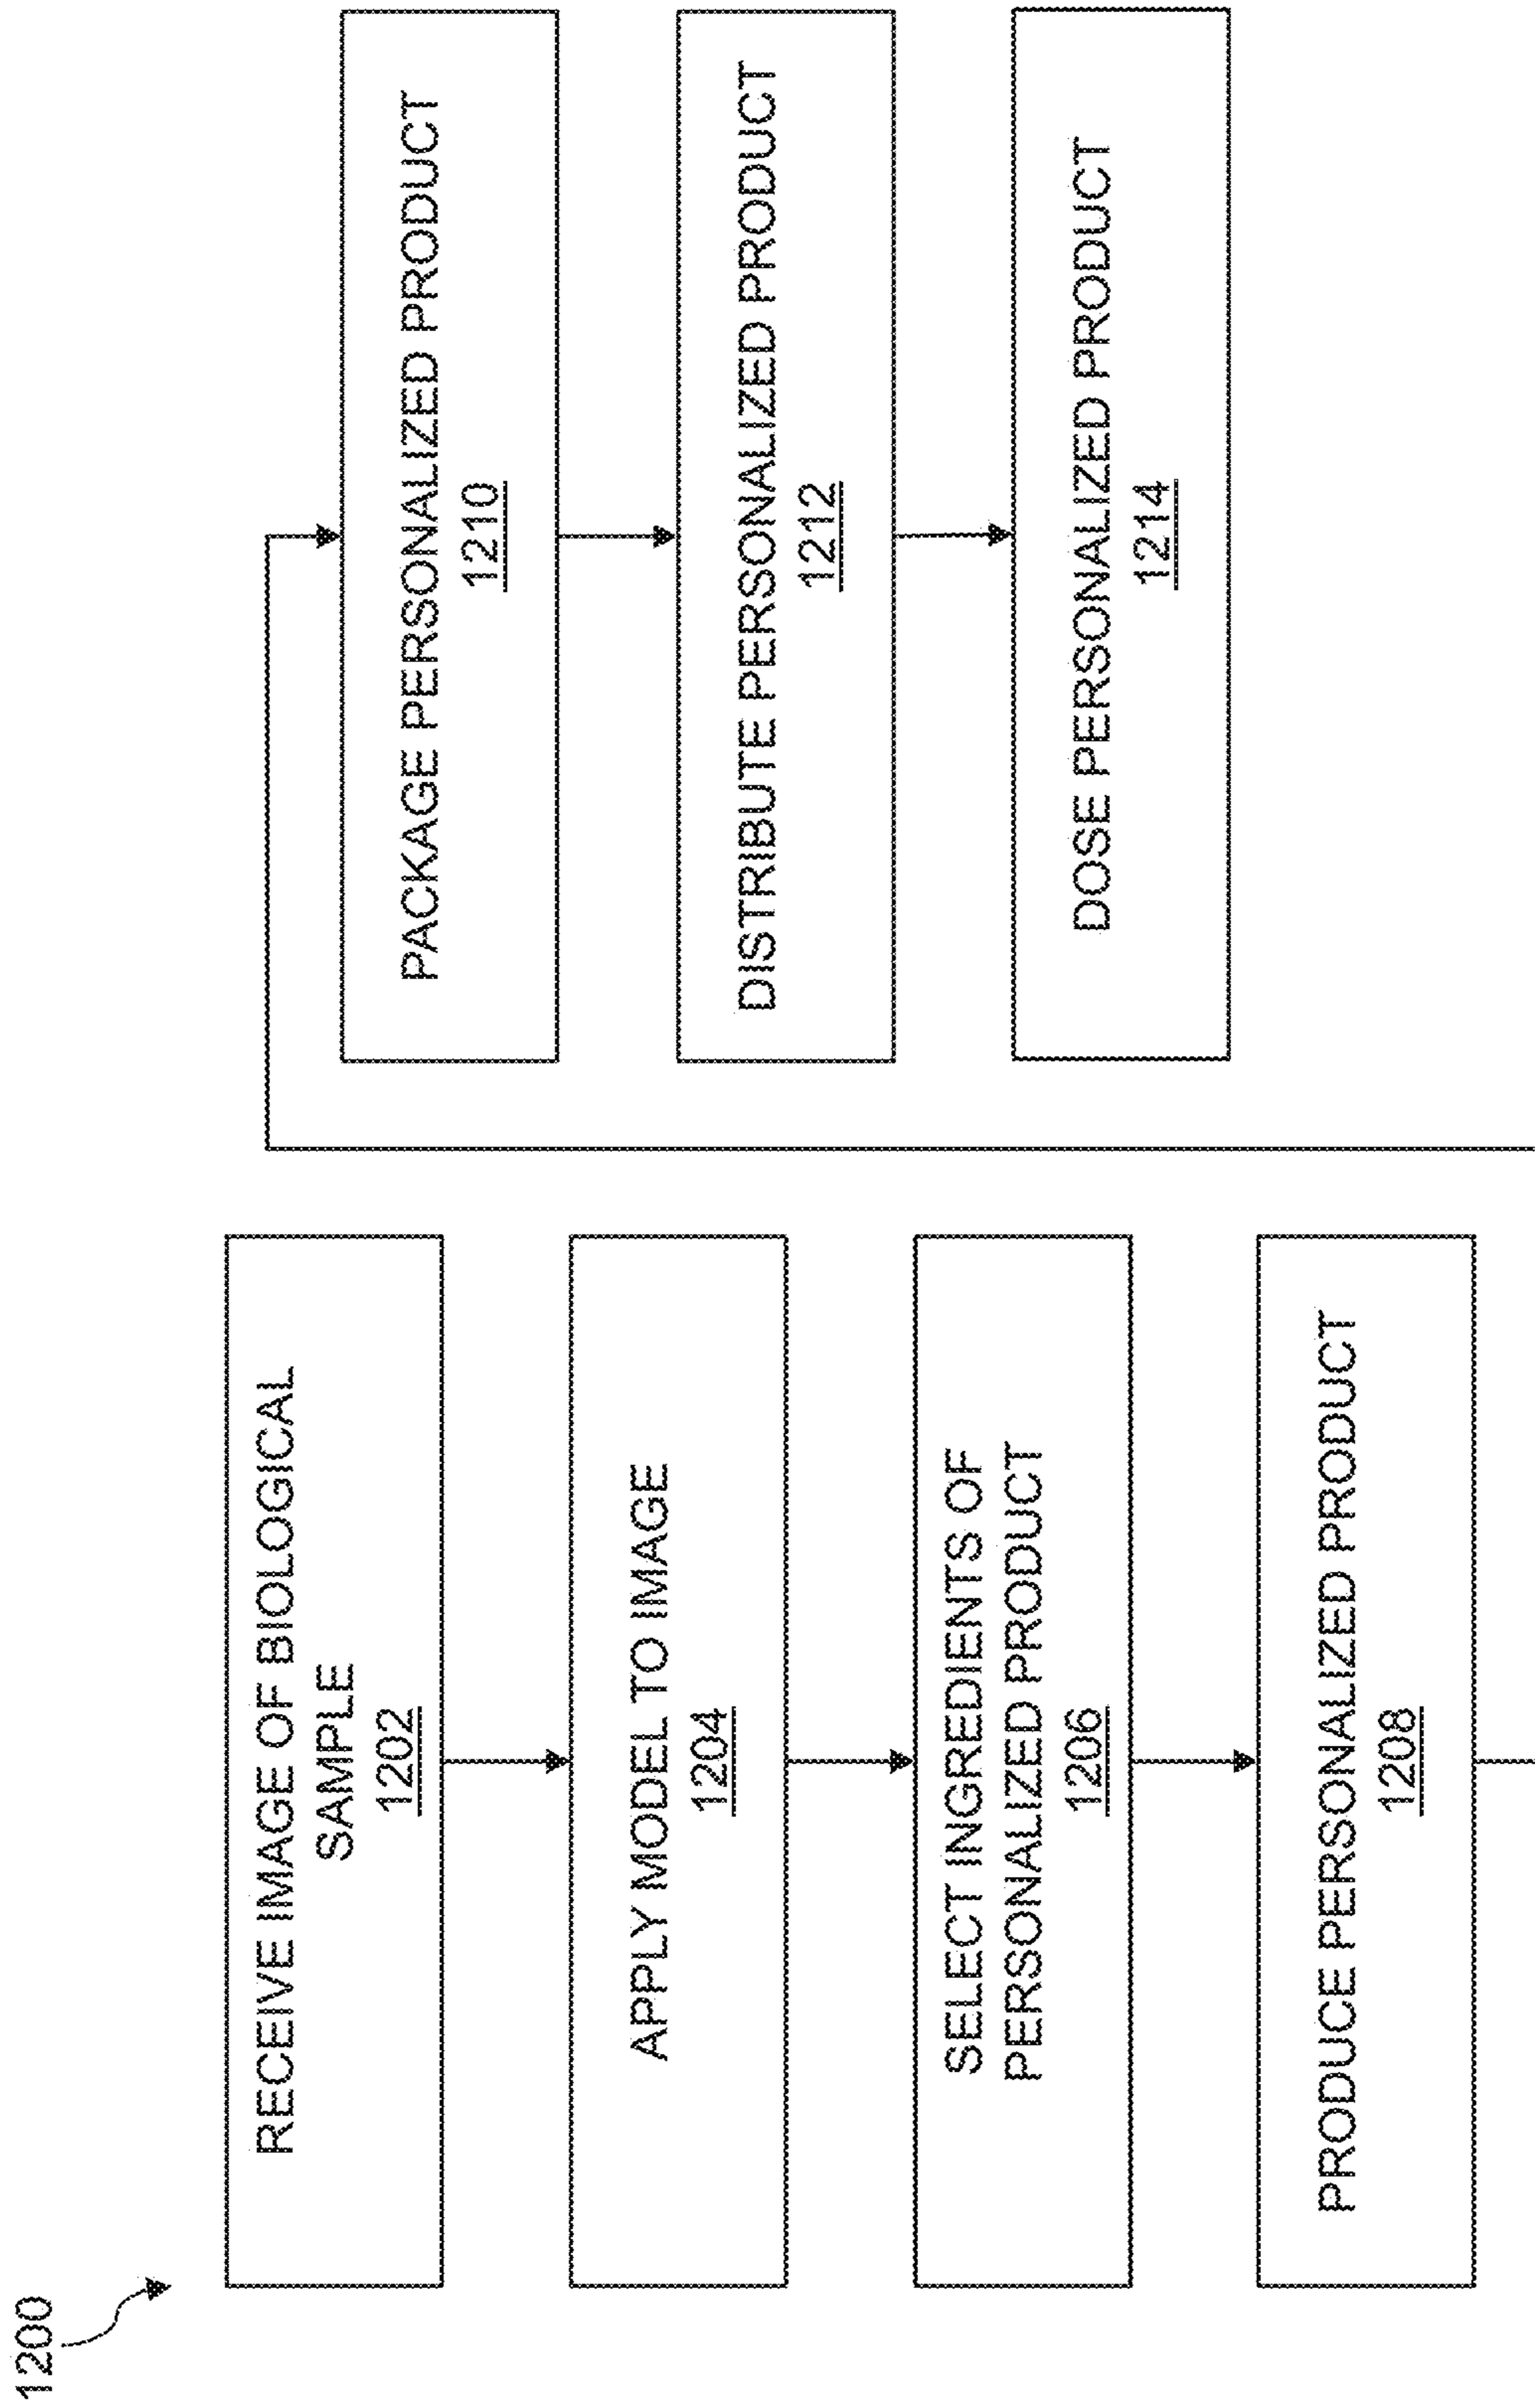 1200
RECEIVE IMAGE OF BIOLOGICAL
SAMPLE
1202
APPLY MODEL TO IMAGE
1204
SELECT INGREDIENTS OF
PERSONALIZED PRODUCT
1206
PRODUCE PERSONALIZED PRODUCT
1208
PACKAGE PERSONALIZED PRODUCT
1210
DISTRIBUTE PERSONALIZED PRODUCT
1212
DOSE PERSONALIZED PRODUCT
1214